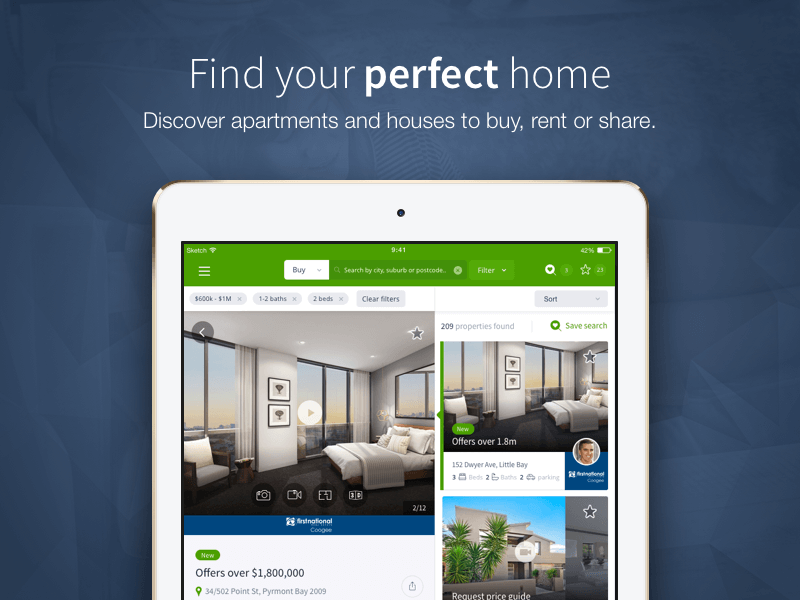 Find your perfect home
Discover apartments and houses to buy, rent or share.
Sketch 9:41 42%
Buy Search by city, suburb or postcode.. Filter 3 23
$600k - $1M × 1-2 baths × 2 beds × Clear filters Sort
209 properties found Save search
New
Offers over 1.8m
152 Dwyer Ave, Little Bay
3 Beds 2 Baths 2 parking
firstnational
Coogee
3D
2/12
firstnational
Coogee
New
Offers over $1,800,000
34/502 Point St, Pyrmont Bay 2009
Request price guide